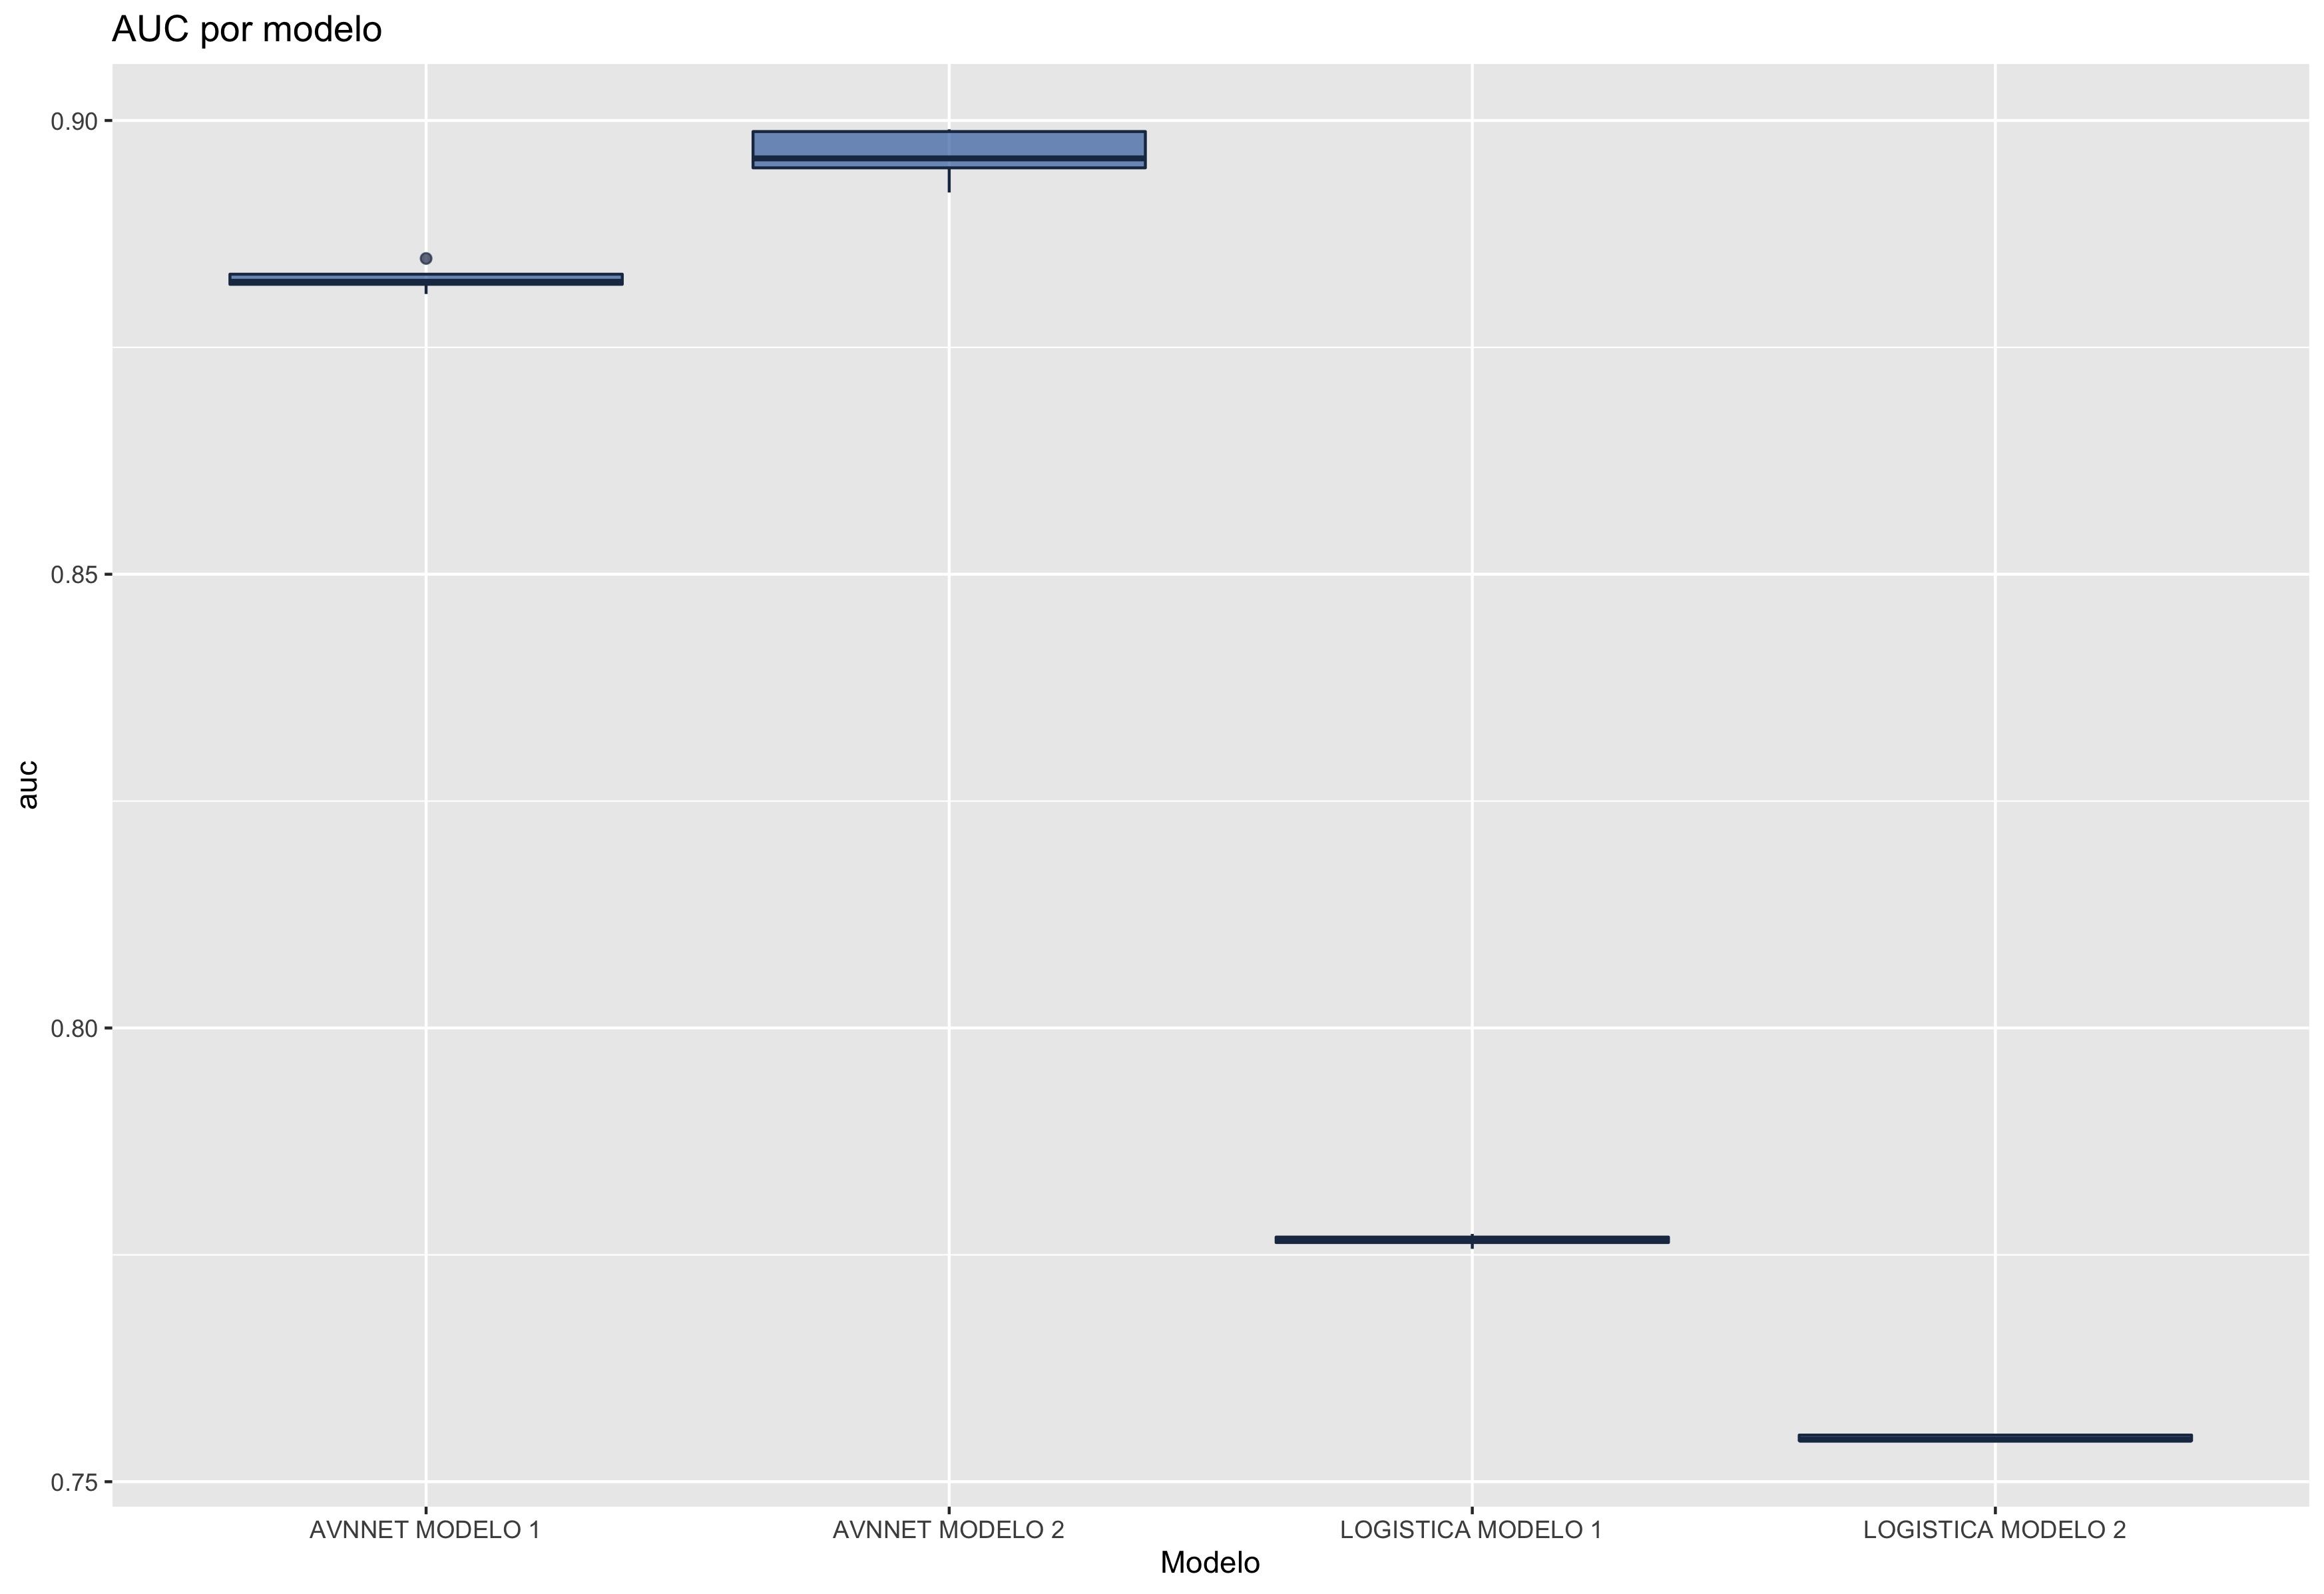 AUC por modelo
0.90
0.85
0.80
0.75
auc
AVNNET MODELO 1
AVNNET MODELO 2
LOGISTICA MODELO 1
LOGISTICA MODELO 2
Modelo